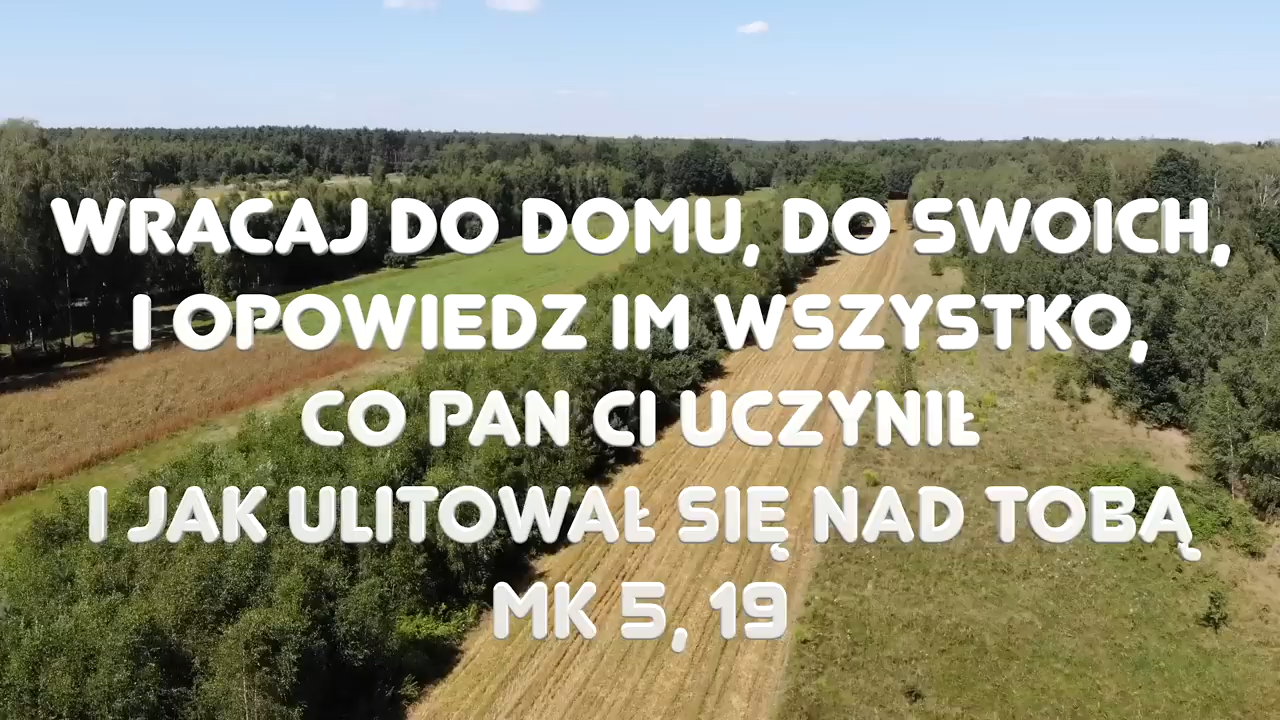 WRACAJ DO DOMU, DO SWOICH,
I OPOWIEDZ IM WSZYSTKO,
CO PAN CI UCZYNIŁ
I JAK ULITOWAŁ SIĘ NAD TOBĄ
MK 5, 19